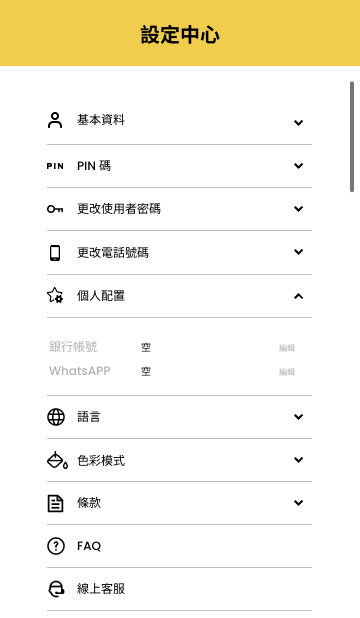 設定中心
基本資料
PIN PIN 碼
更改使用者密碼
更改電話號碼
個人配置
銀行帳號 空 編輯
WhatsAPP 空 編輯
語言
色彩模式
條款
FAQ
線上客服